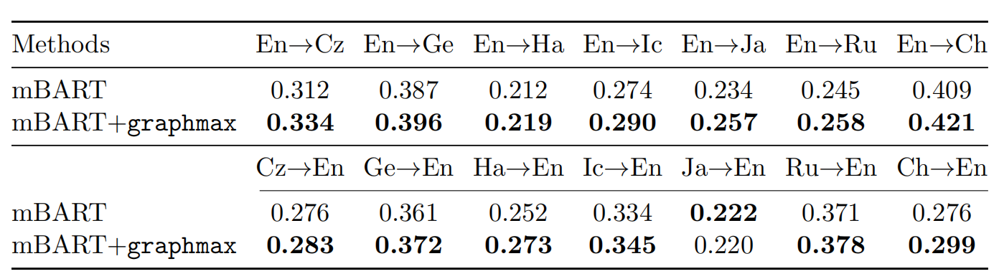 Methods En→Cz En→Ge En→Ha En→Ic En→Ja En→Ru En→Ch
mBART 0.312 0.387 0.212 0.274 0.234 0.245 0.409
mBART+graphmax 0.334 0.396 0.219 0.290 0.257 0.258 0.421
Cz→En Ge→En Ha→En Ic→En Ja→En Ru→En Ch→En
mBART 0.276 0.361 0.252 0.334 0.222 0.371 0.276
mBART+graphmax 0.283 0.372 0.273 0.345 0.220 0.378 0.299